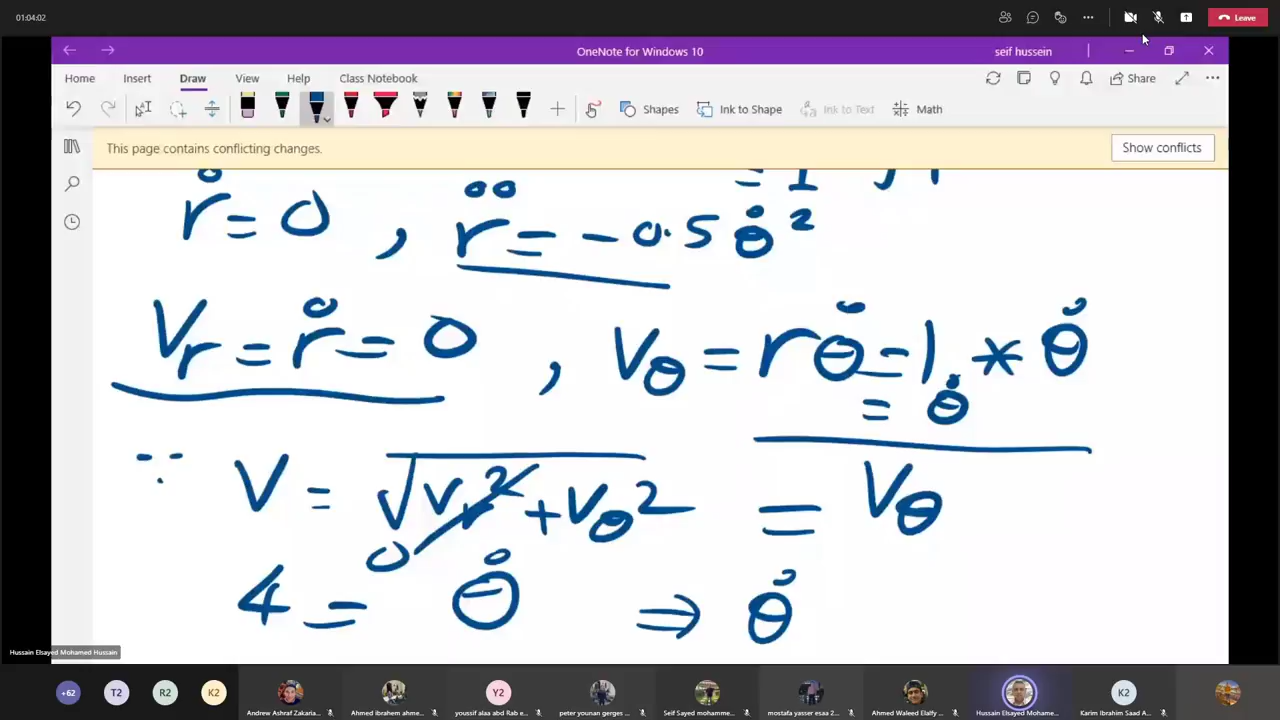 01:04:02
Leave
OneNote for Windows 10
seif hussein
Home Insert Draw View Help Class Notebook
Share
Shapes Ink to Shape Ink to Text Math
This page contains conflicting changes.
Show conflicts
ṙ = 0 , r̈ = - 0.5 θ̇²
Vr = ṙ = 0 , Vθ = rθ̇ = 1 * θ̇
= θ̇
∵ V = √Vr² + Vθ² = Vθ
0
4 = θ̇ ⇒ θ̇
Hussain Elsayed Mohamed Hussain
+62 T2 R2 K2 Y2 K2
Andrew Ashraf Zakaria... Ahmed ibrahem ahme... youssif alaa abd Rab e... peter younan gerges ... Seif Sayed mohamme... mostafa yasser esaa 2... Ahmed Waleed Elalfy ... Hussain Elsayed Mohame... Karim Ibrahim Saad A...